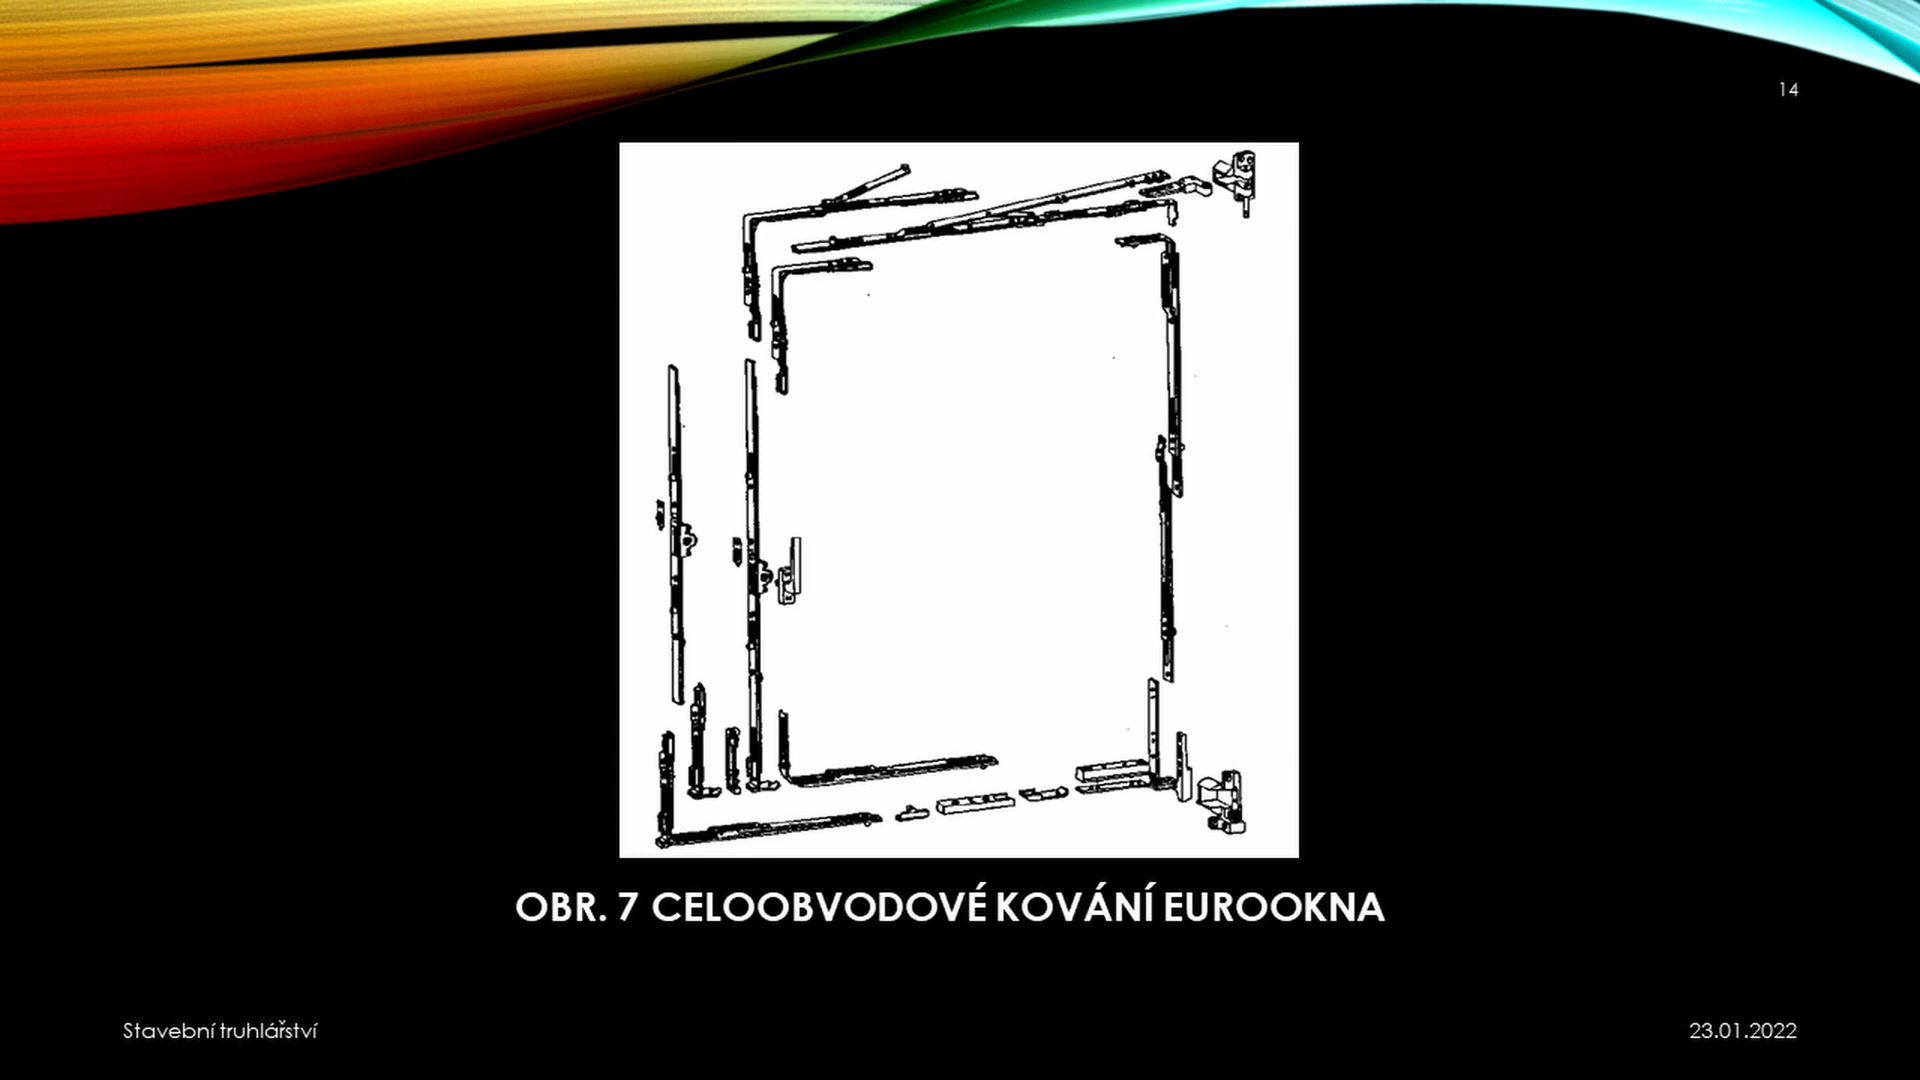 14
OBR. 7 CELOOBVODOVÉ KOVÁNÍ EUROOKNA
Stavební truhlářství
23.01.2022